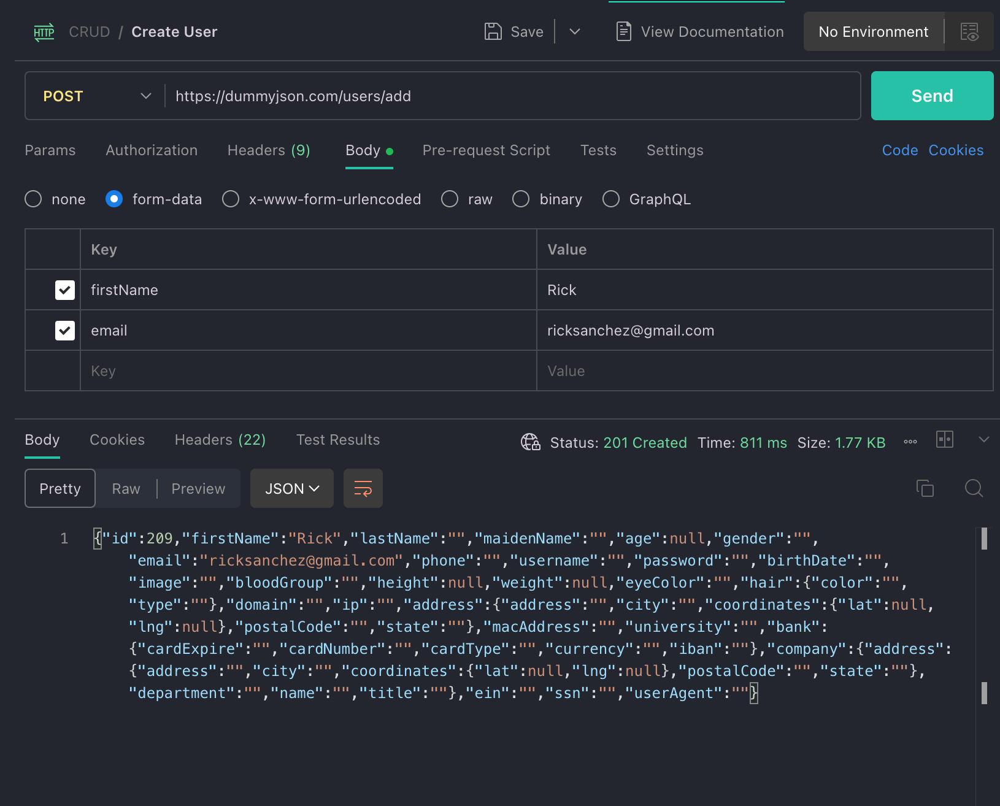 HTTP CRUD / Create User Save View Documentation No Environment
POST https://dummyjson.com/users/add Send
Params Authorization Headers (9) Body Pre-request Script Tests Settings Code Cookies
none form-data x-www-form-urlencoded raw binary GraphQL
Key Value
firstName Rick
email ricksanchez@gmail.com
Key Value
Body Cookies Headers (22) Test Results Status: 201 Created Time: 811 ms Size: 1.77 KB
Pretty Raw Preview JSON
1 {"id":209,"firstName":"Rick","lastName":"","maidenName":"","age":null,"gender":"",
"email":"ricksanchez@gmail.com","phone":"","username":"","password":"","birthDate":"",
"image":"","bloodGroup":"","height":null,"weight":null,"eyeColor":"","hair":{"color":"",
"type":""},"domain":"","ip":"","address":{"address":"","city":"","coordinates":{"lat":null,
"lng":null},"postalCode":"","state":""},"macAddress":"","university":"","bank":
{"cardExpire":"","cardNumber":"","cardType":"","currency":"","iban":""},"company":{"address":
{"address":"","city":"","coordinates":{"lat":null,"lng":null},"postalCode":"","state":""},
"department":"","name":"","title":""},"ein":"","ssn":"","userAgent":""}